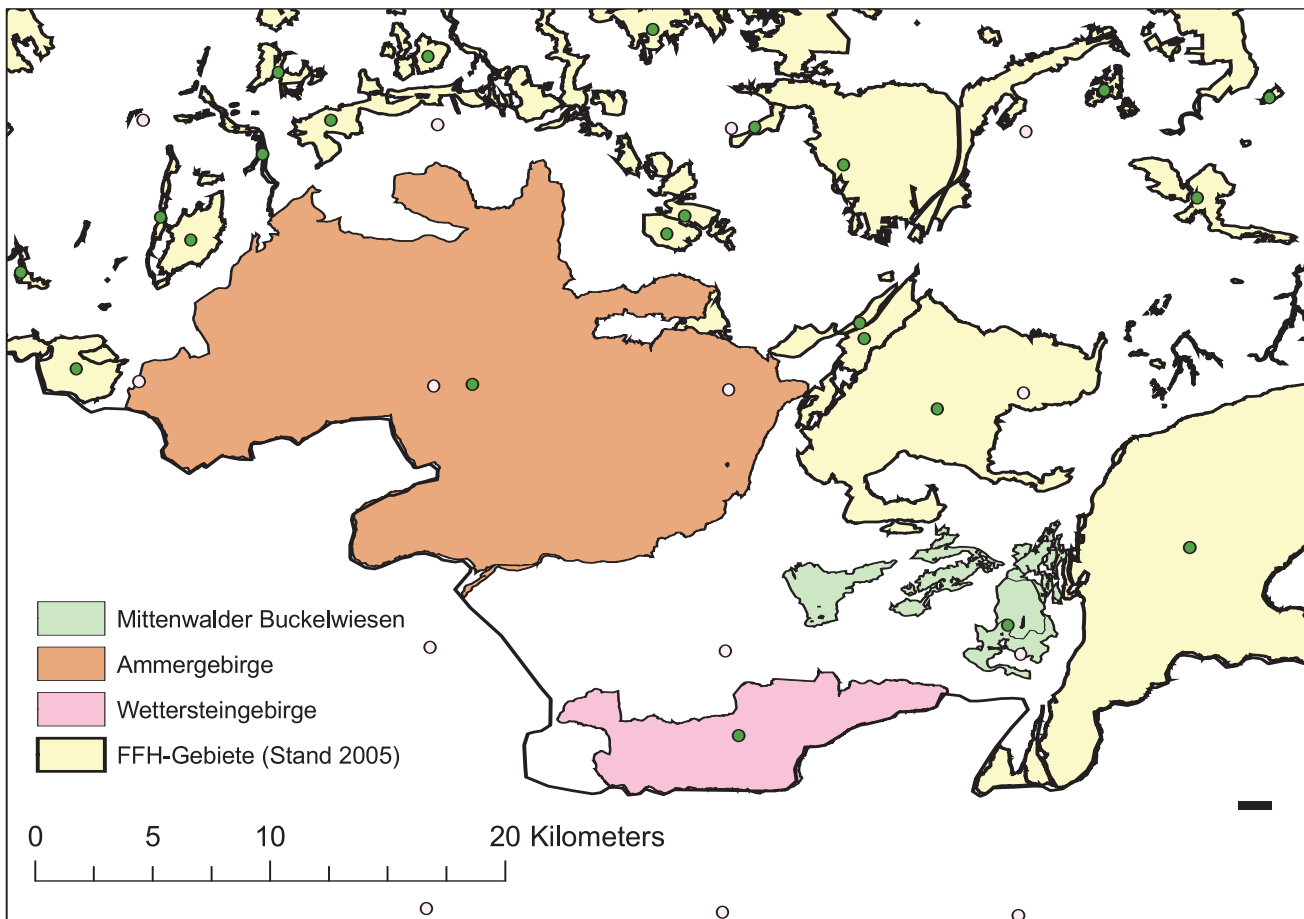 Mittenwalder Buckelwiesen
Ammergebirge
Wettersteingebirge
FFH-Gebiete (Stand 2005)
0 5 10 20 Kilometers